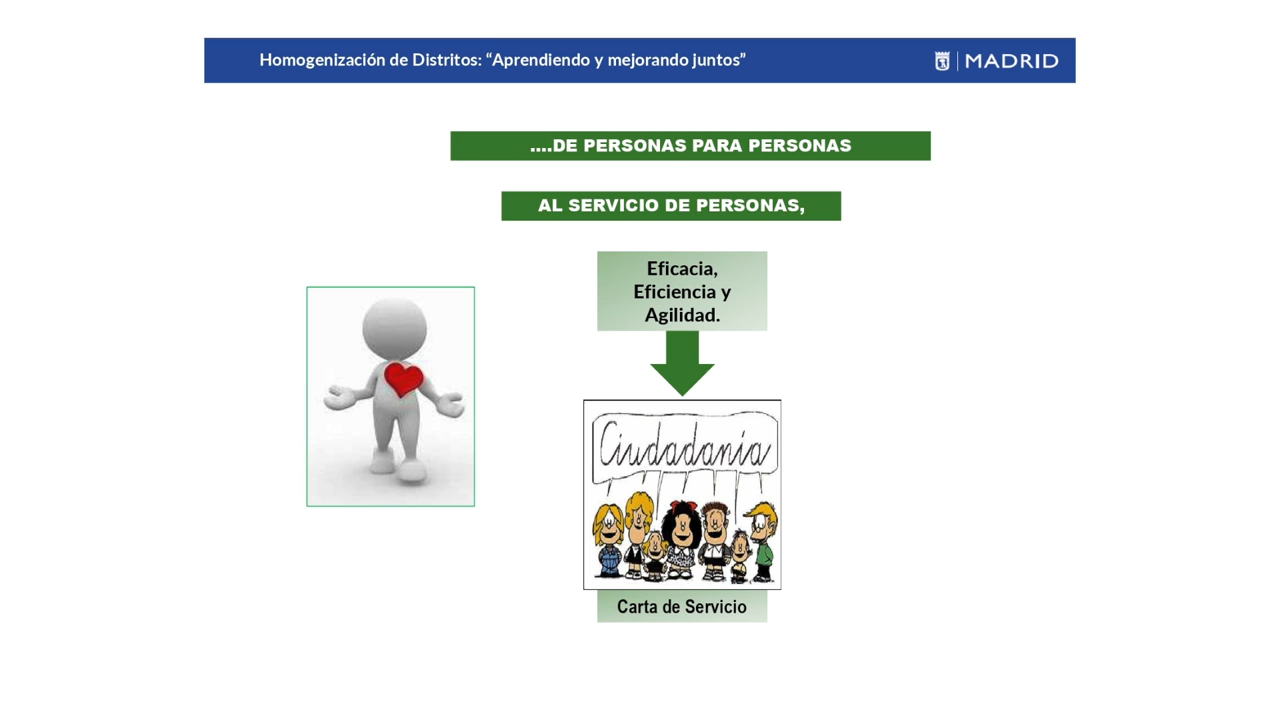 Homogenización de Distritos: “Aprendiendo y mejorando juntos”
MADRID
....DE PERSONAS PARA PERSONAS
AL SERVICIO DE PERSONAS,
Eficacia,
Eficiencia y
Agilidad.
Ciudadanía
Carta de Servicio